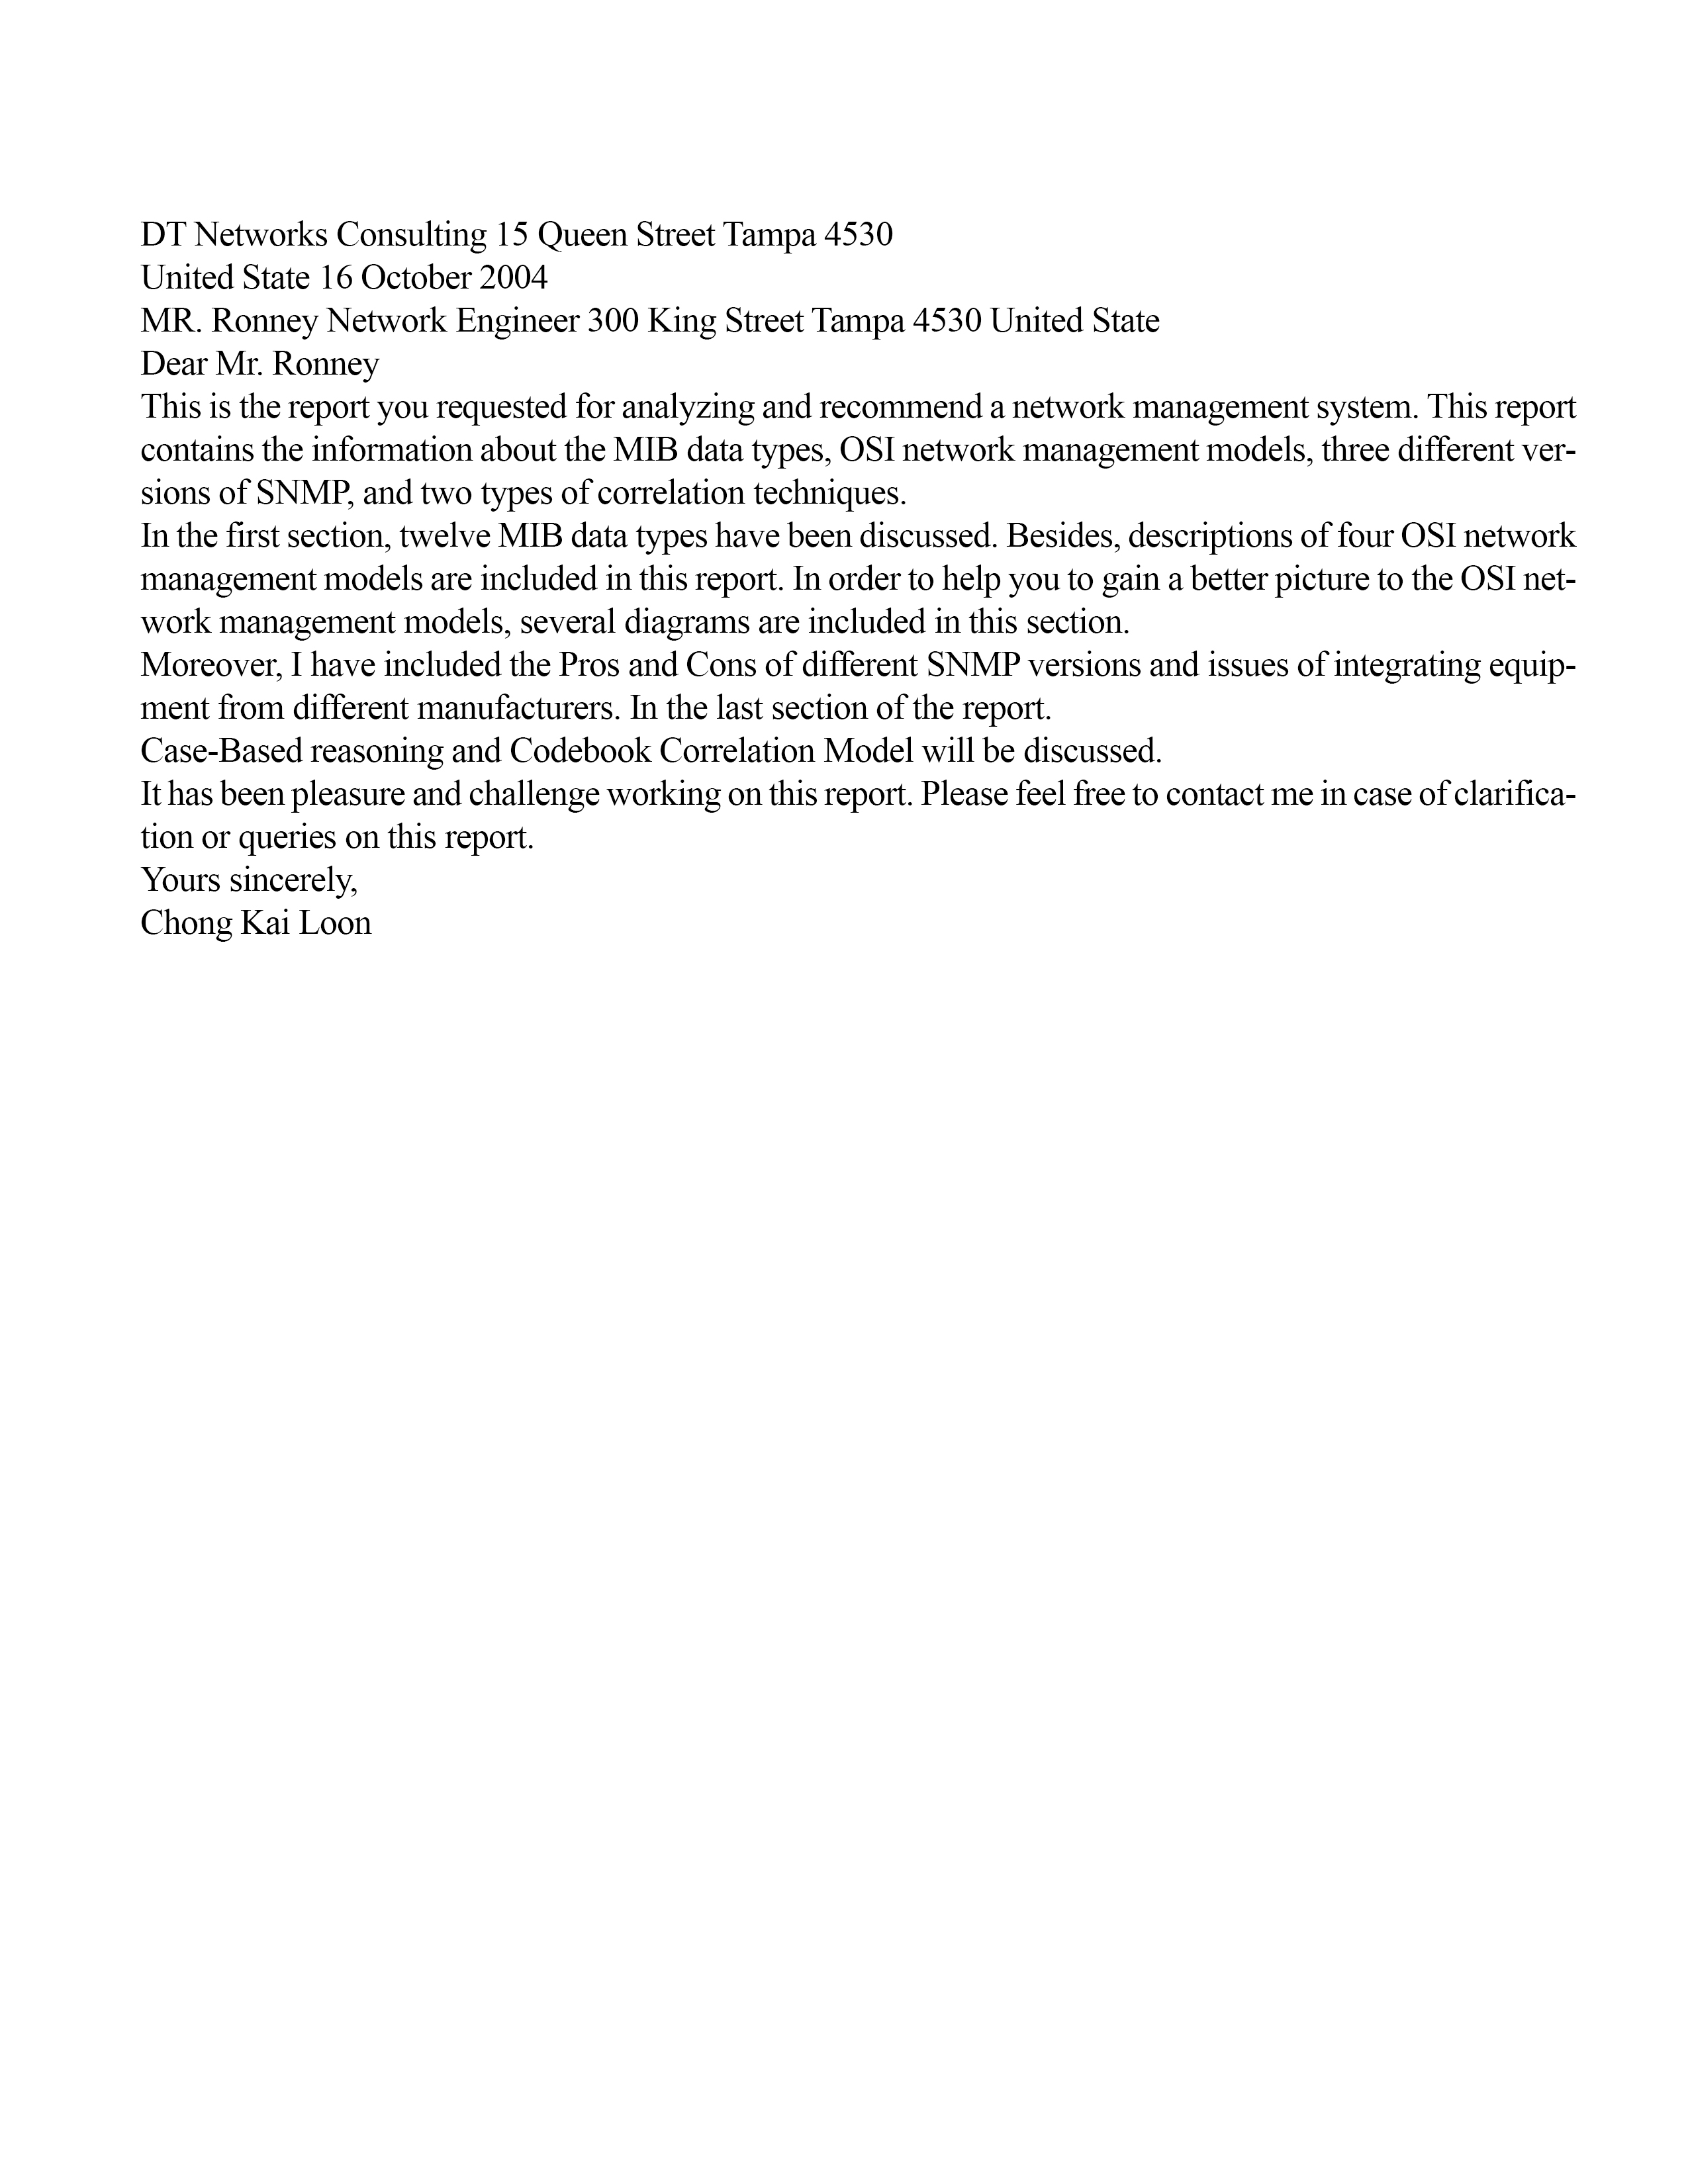 DT Networks Consulting 15 Queen Street Tampa 4530
United State 16 October 2004
MR. Ronney Network Engineer 300 King Street Tampa 4530 United State
Dear Mr. Ronney
This is the report you requested for analyzing and recommend a network management system. This report
contains the information about the MIB data types, OSI network management models, three different ver-
sions of SNMP, and two types of correlation techniques.
In the first section, twelve MIB data types have been discussed. Besides, descriptions of four OSI network
management models are included in this report. In order to help you to gain a better picture to the OSI net-
work management models, several diagrams are included in this section.
Moreover, I have included the Pros and Cons of different SNMP versions and issues of integrating equip-
ment from different manufacturers. In the last section of the report.
Case-Based reasoning and Codebook Correlation Model will be discussed.
It has been pleasure and challenge working on this report. Please feel free to contact me in case of clarifica-
tion or queries on this report.
Yours sincerely,
Chong Kai Loon